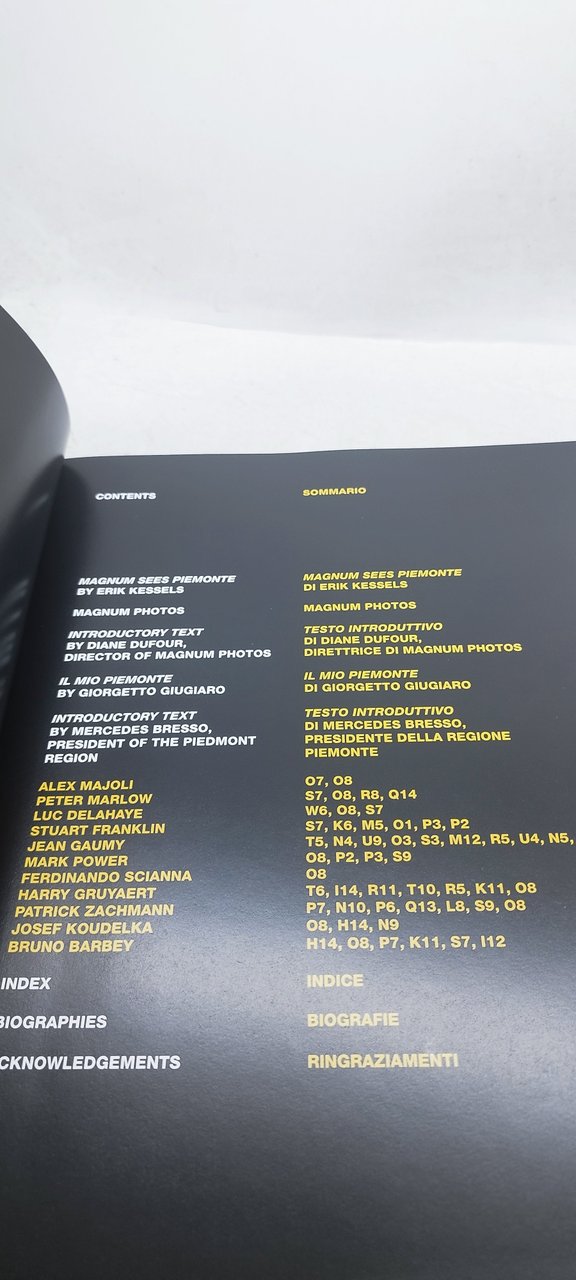 CONTENTS
MAGNUM SEES PIEMONTE
BY ERIK KESSELS
MAGNUM PHOTOS
INTRODUCTORY TEXT
BY DIANE DUFOUR,
DIRECTOR OF MAGNUM PHOTOS
IL MIO PIEMONTE
BY GIORGETTO GIUGIARO
INTRODUCTORY TEXT
BY MERCEDES BRESSO,
PRESIDENT OF THE PIEDMONT
REGION
SOMMARIO
MAGNUM SEES PIEMONTE
DI ERIK KESSELS
MAGNUM PHOTOS
TESTO INTRODUTTIVO
DI DIANE DUFOUR,
DIRETTRICE DI MAGNUM PHOTOS
IL MIO PIEMONTE
DI GIORGETTO GIUGIARO
TESTO INTRODUTTIVO
DI MERCEDES BRESSO,
PRESIDENTE DELLA REGIONE
PIEMONTE
ALEX MAJOLI O7, O8
PETER MARLOW S7, O8, R8, Q14
LUC DELAHAYE W6, O8, S7
STUART FRANKLIN S7, K6, M5, O1, P3, P2
JEAN GAUMY T5, N4, U9, O3, S3, M12, R5, U4, N5,
MARK POWER O8, P2, P3, S9
FERDINANDO SCIANNA O8
HARRY GRUYAERT T6, I14, R11, T10, R5, K11, O8
PATRICK ZACHMANN P7, N10, P6, Q13, L8, S9, O8
JOSEF KOUDELKA O8, H14, N9
BRUNO BARBEY H14, O8, P7, K11, S7, I12
INDEX INDICE
BIOGRAPHIES BIOGRAFIE
CKNOWLEDGEMENTS RINGRAZIAMENTI